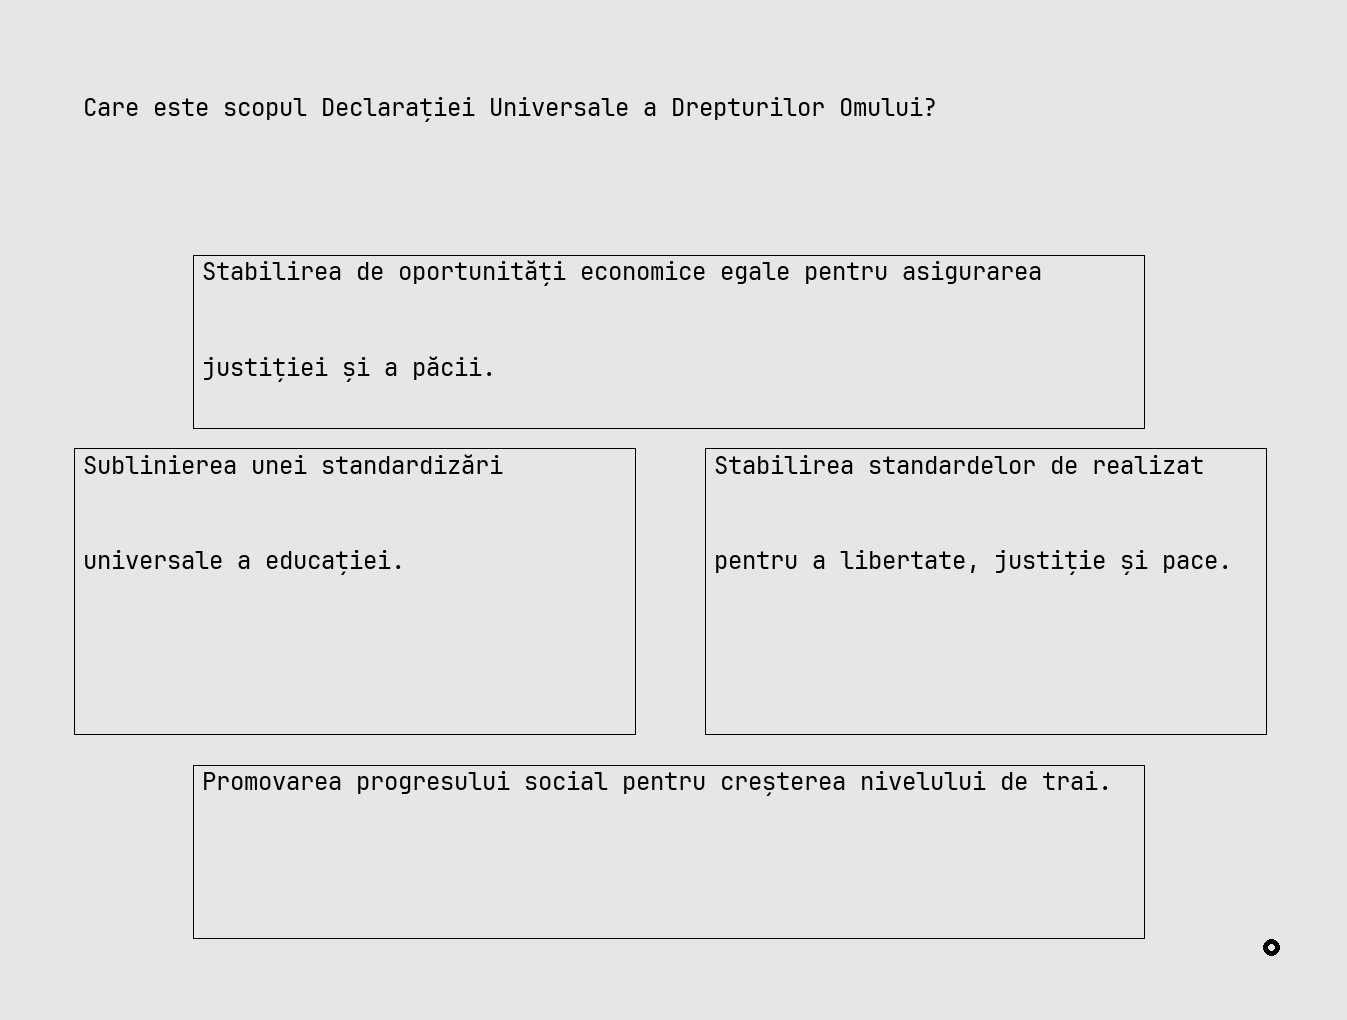 Care este scopul Declarației Universale a Drepturilor Omului?
Stabilirea de oportunități economice egale pentru asigurarea
justiției și a păcii.
Sublinierea unei standardizări
universale a educației.
Stabilirea standardelor de realizat
pentru a libertate, justiție și pace.
Promovarea progresului social pentru creșterea nivelului de trai.